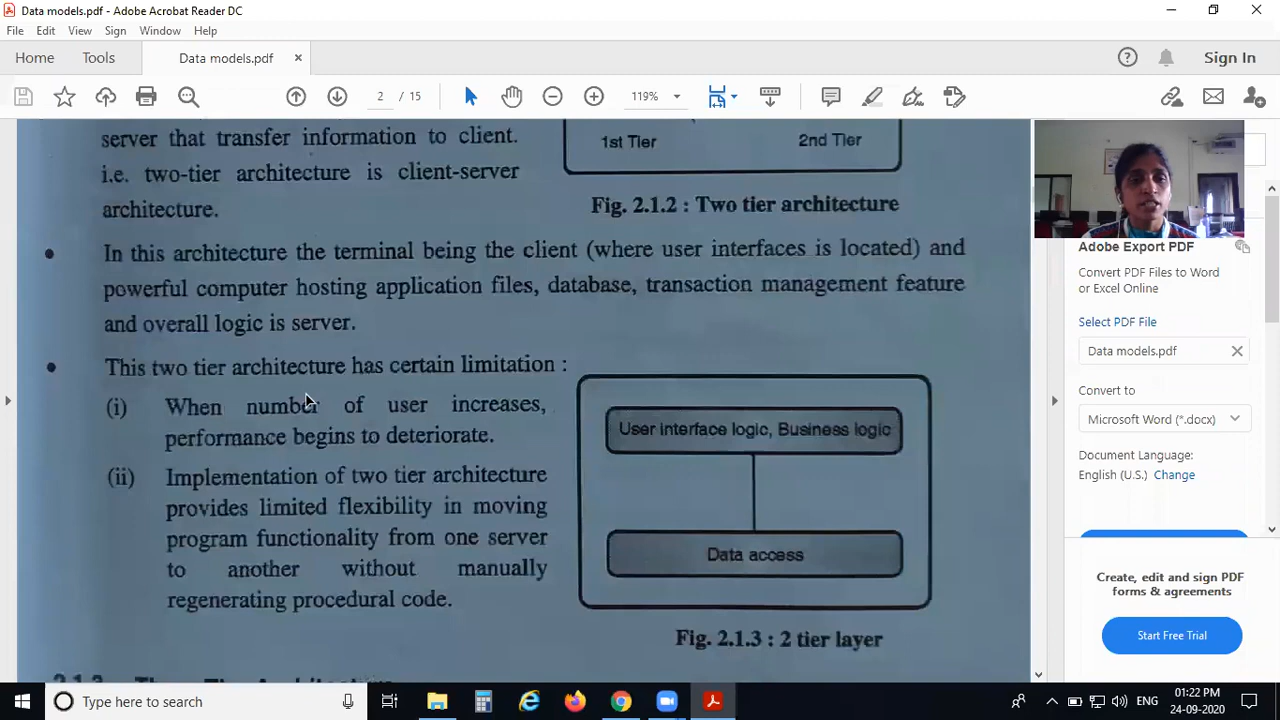 Data models.pdf - Adobe Acrobat Reader DC
File Edit View Sign Window Help
Home Tools Data models.pdf × Sign In
2 / 15 119%
server that transfer information to client.
i.e. two-tier architecture is client-server
architecture.
1st Tier 2nd Tier
Fig. 2.1.2 : Two tier architecture
• In this architecture the terminal being the client (where user interfaces is located) and
powerful computer hosting application files, database, transaction management feature
and overall logic is server.
• This two tier architecture has certain limitation :
(i) When number of user increases,
performance begins to deteriorate.
(ii) Implementation of two tier architecture
provides limited flexibility in moving
program functionality from one server
to another without manually
regenerating procedural code.
User interface logic, Business logic
Data access
Fig. 2.1.3 : 2 tier layer
Adobe Export PDF
Convert PDF Files to Word
or Excel Online
Select PDF File
Data models.pdf
Convert to
Microsoft Word (*.docx)
Document Language:
English (U.S.) Change
Create, edit and sign PDF
forms & agreements
Start Free Trial
Type here to search
ENG
01:22 PM
24-09-2020